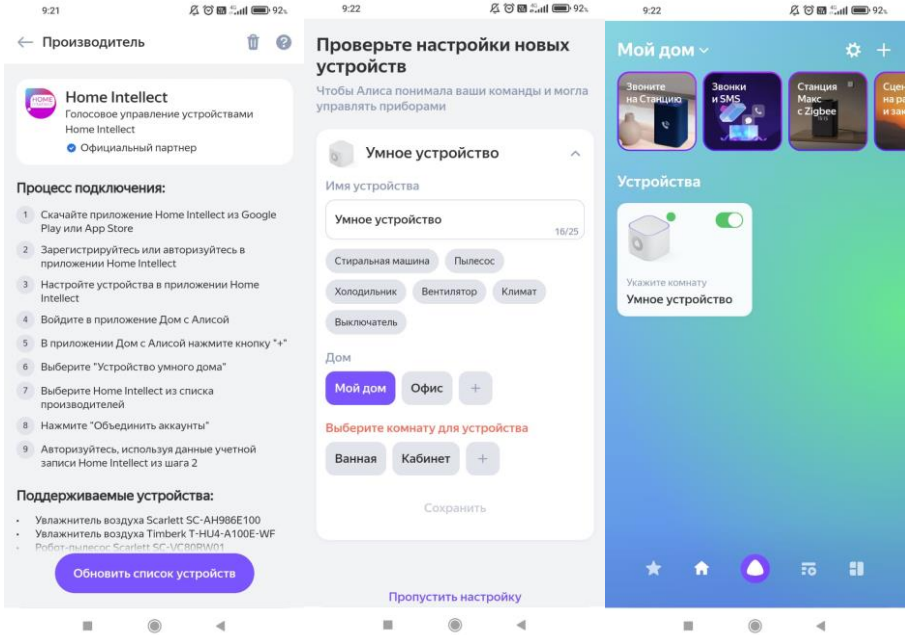 9:21
4G
92%
Производитель
HOME
Home Intellect
Голосовое управление устройствами
Home Intellect
Официальный партнер
Процесс подключения:
1 Скачайте приложение Home Intellect из Google
Play или App Store
2 Зарегистрируйтесь или авторизуйтесь в
приложении Home Intellect
3 Настройте устройства в приложении Home
Intellect
4 Войдите в приложение Дом с Алисой
5 В приложении Дом с Алисой нажмите кнопку "+"
6 Выберите "Устройство умного дома"
7 Выберите Home Intellect из списка
производителей
8 Нажмите "Объединить аккаунты"
9 Авторизуйтесь, используя данные учетной
записи Home Intellect из шага 2
Поддерживаемые устройства:
• Увлажнитель воздуха Scarlett SC-AH986E100
• Увлажнитель воздуха Timberk T-HU4-A100E-WF
• Робот-пылесос Scarlett SC-VC80RW01
Обновить список устройств
9:22
4G
92%
Проверьте настройки новых
устройств
Чтобы Алиса понимала ваши команды и могла
управлять приборами
Умное устройство
Имя устройства
Умное устройство
16/25
Стиральная машина Пылесос
Холодильник Вентилятор Климат
Выключатель
Дом
Мой дом Офис +
Выберите комнату для устройства
Ванная Кабинет +
Сохранить
Пропустить настройку
9:22
4G
92%
Мой дом
Звоните
на Станцию
Звонки
и SMS
Станция
Макс
с Zigbee
Устройства
Укажите комнату
Умное устройство